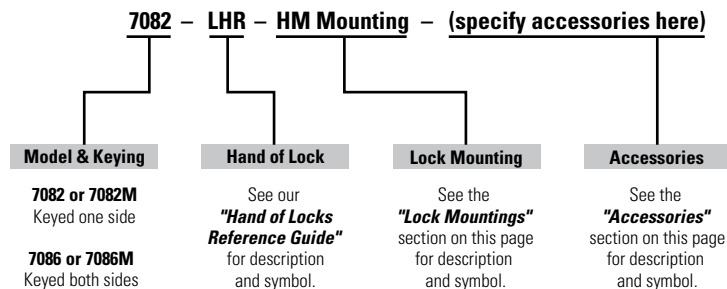 7082 – LHR – HM Mounting – (specify accessories here)
Model & Keying
7082 or 7082M
Keyed one side
7086 or 7086M
Keyed both sides
Hand of Lock
See our
"Hand of Locks
Reference Guide"
for description
and symbol.
Lock Mounting
See the
"Lock Mountings"
section on this page
for description
and symbol.
Accessories
See the
"Accessories"
section on this page
for description
and symbol.